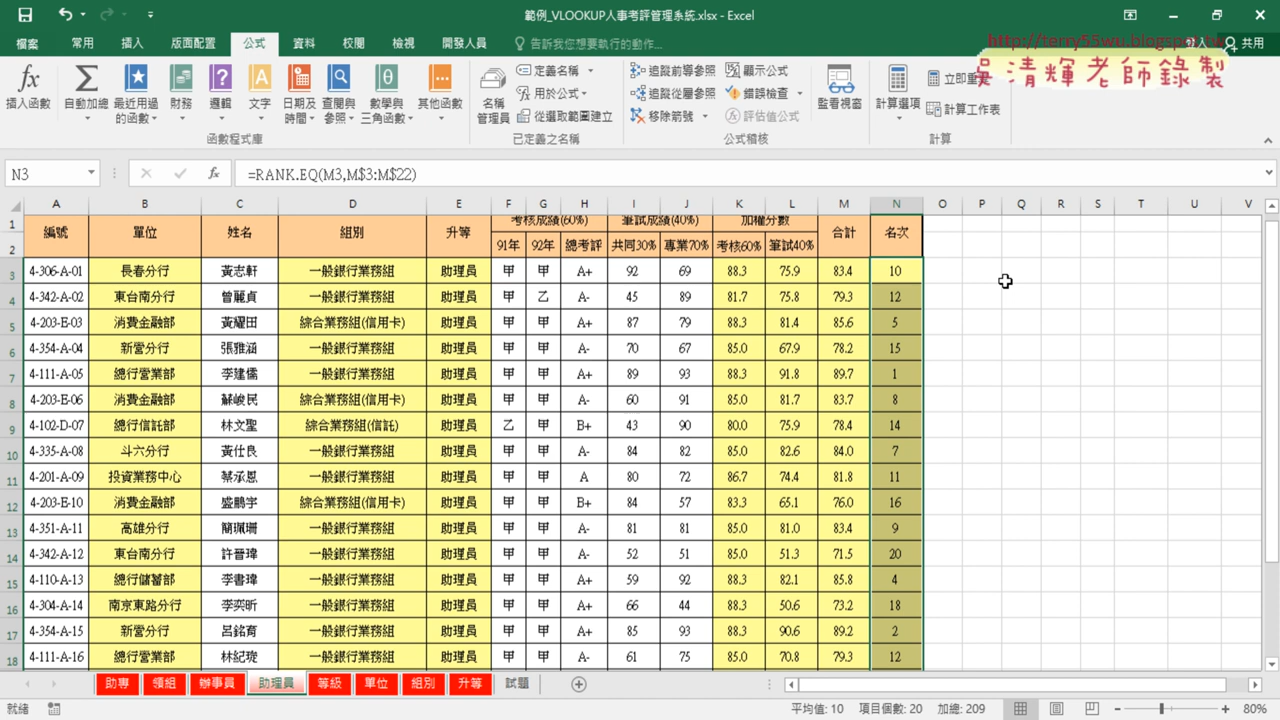 範例_VLOOKUP人事考評管理系統.xlsx - Excel
檔案 常用 插入 版面配置 公式 資料 校閱 檢視 開發人員 告訴我您想要執行的動作... 登入 共用
http://terry55wu.blogspot.tw
吳清輝老師錄製
插入函數 自動加總 最近用過的函數 財務 邏輯 文字 日期及時間 查閱與參照 數學與三角函數 其他函數
名稱管理員 定義名稱 用於公式 從選取範圍建立
追蹤前導參照 追蹤從屬參照 移除箭號 顯示公式 錯誤檢查 評估值公式 監看視窗
計算選項 立即重 計算工作表
函數程式庫 已定義之名稱 公式稽核 計算
N3 fx =RANK.EQ(M3,M$3:M$22)
A B C D E F G H I J K L M N O P Q R S T U V
1 編號 單位 姓名 組別 升等 考核成績(60%) 筆試成績(40%) 加權分數 合計 名次
2 91年 92年 總考評 共同30% 專業70% 考核60% 筆試40%
3 4-306-A-01 長春分行 黃志軒 一般銀行業務組 助理員 甲 甲 A+ 92 69 88.3 75.9 83.4 10
4 4-342-A-02 東台南分行 曾麗貞 一般銀行業務組 助理員 甲 乙 A- 45 89 81.7 75.8 79.3 12
5 4-203-E-03 消費金融部 黃耀田 綜合業務組(信用卡) 助理員 甲 甲 A+ 87 79 88.3 81.4 85.6 5
6 4-354-A-04 新營分行 張雅涵 一般銀行業務組 助理員 甲 甲 A- 70 67 85.0 67.9 78.2 15
7 4-111-A-05 總行營業部 李建儒 一般銀行業務組 助理員 甲 甲 A+ 89 93 88.3 91.8 89.7 1
8 4-203-E-06 消費金融部 蘇峻民 綜合業務組(信用卡) 助理員 甲 甲 A- 60 91 85.0 81.7 83.7 8
9 4-102-D-07 總行信託部 林文聖 綜合業務組(信託) 助理員 乙 甲 B+ 43 90 80.0 75.9 78.4 14
10 4-335-A-08 斗六分行 黃仕良 一般銀行業務組 助理員 甲 甲 A- 84 82 85.0 82.6 84.0 7
11 4-201-A-09 投資業務中心 蔡承恩 一般銀行業務組 助理員 甲 甲 A 80 72 86.7 74.4 81.8 11
12 4-203-E-10 消費金融部 盛鵬宇 綜合業務組(信用卡) 助理員 甲 甲 B+ 84 57 83.3 65.1 76.0 16
13 4-351-A-11 高雄分行 簡珮珊 一般銀行業務組 助理員 甲 甲 A- 81 81 85.0 81.0 83.4 9
14 4-342-A-12 東台南分行 許晉瑋 一般銀行業務組 助理員 甲 甲 A- 52 51 85.0 51.3 71.5 20
15 4-110-A-13 總行儲蓄部 李書瑋 一般銀行業務組 助理員 甲 甲 A+ 59 92 88.3 82.1 85.8 4
16 4-304-A-14 南京東路分行 李奕昕 一般銀行業務組 助理員 甲 甲 A+ 66 44 88.3 50.6 73.2 18
17 4-354-A-15 新營分行 呂銘育 一般銀行業務組 助理員 甲 甲 A+ 85 93 88.3 90.6 89.2 2
18 4-111-A-16 總行營業部 林紀琁 一般銀行業務組 助理員 甲 甲 A- 61 75 85.0 70.8 79.3 12
助專 領組 辦事員 助理員 等級 單位 組別 升等 試題
就緒 平均值: 10 項目個數: 20 加總: 209 80%